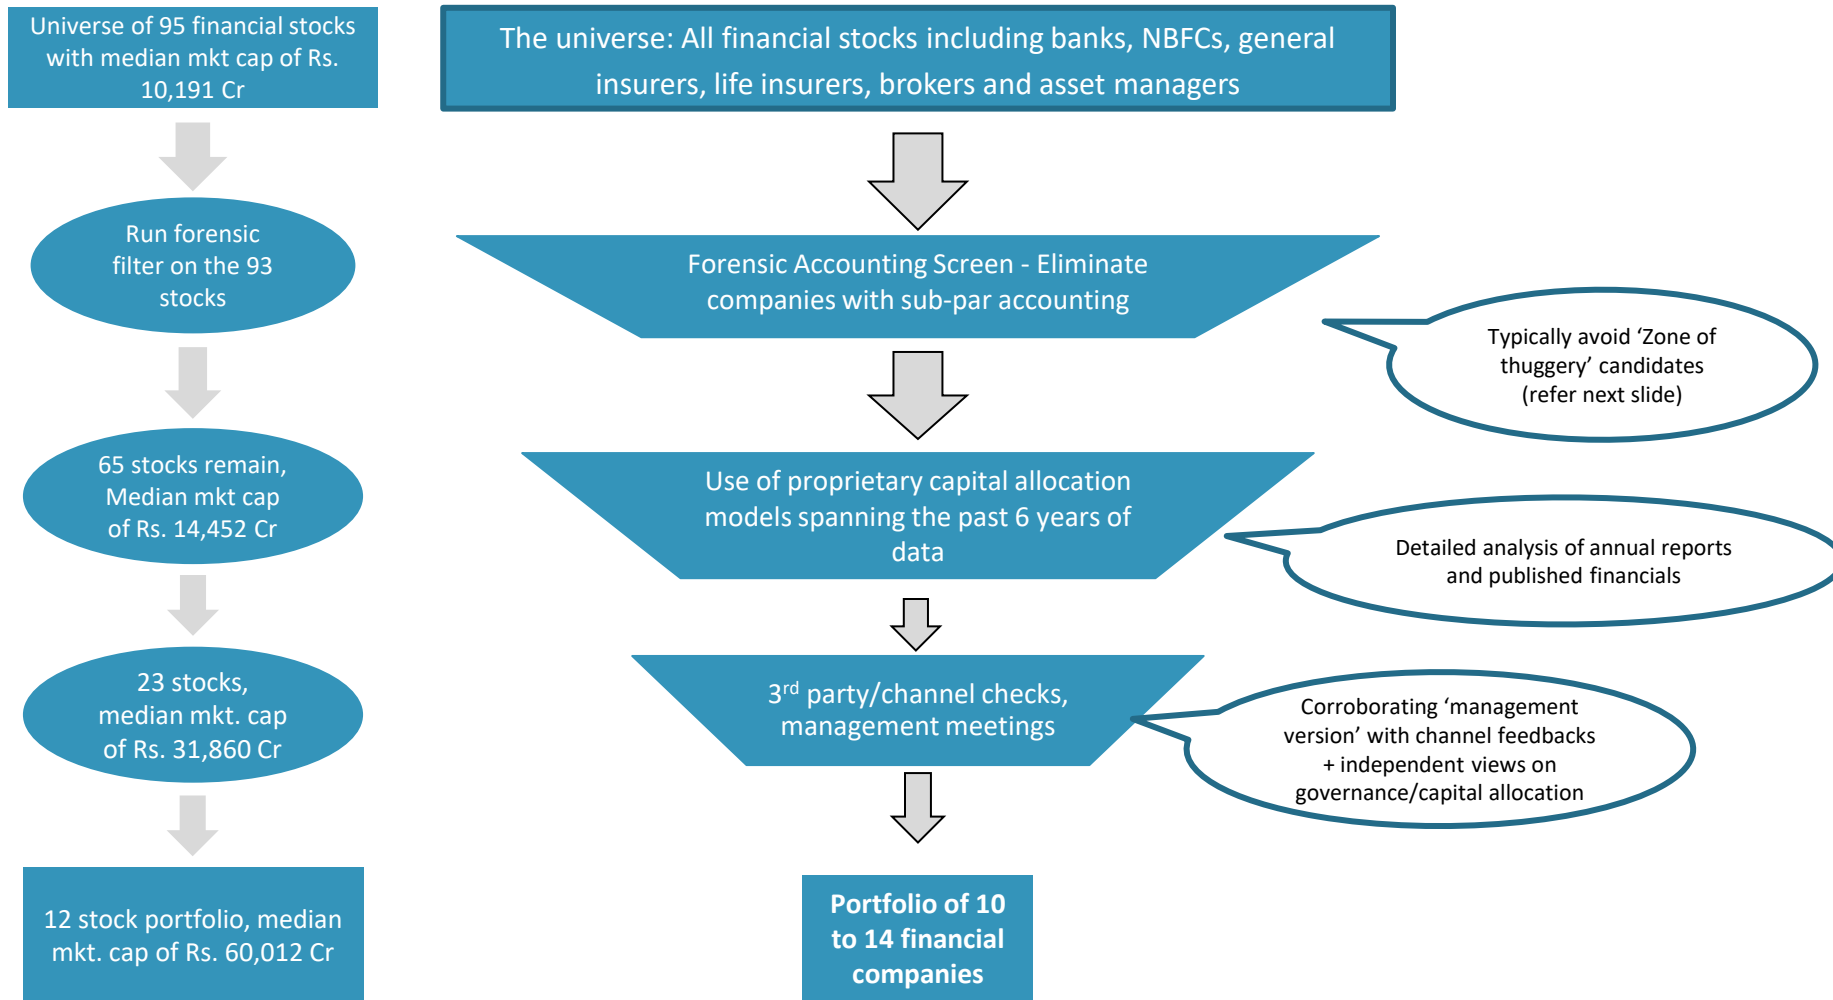 Universe of 95 financial stocks
with median mkt cap of Rs.
10,191 Cr
Run forensic
filter on the 93
stocks
65 stocks remain,
Median mkt cap
of Rs. 14,452 Cr
23 stocks,
median mkt. cap
of Rs. 31,860 Cr
12 stock portfolio, median
mkt. cap of Rs. 60,012 Cr
The universe: All financial stocks including banks, NBFCs, general
insurers, life insurers, brokers and asset managers
Forensic Accounting Screen - Eliminate
companies with sub-par accounting
Typically avoid ‘Zone of
thuggery’ candidates
(refer next slide)
Use of proprietary capital allocation
models spanning the past 6 years of
data
Detailed analysis of annual reports
and published financials
3rd party/channel checks,
management meetings
Corroborating ‘management
version’ with channel feedbacks
+ independent views on
governance/capital allocation
Portfolio of 10
to 14 financial
companies